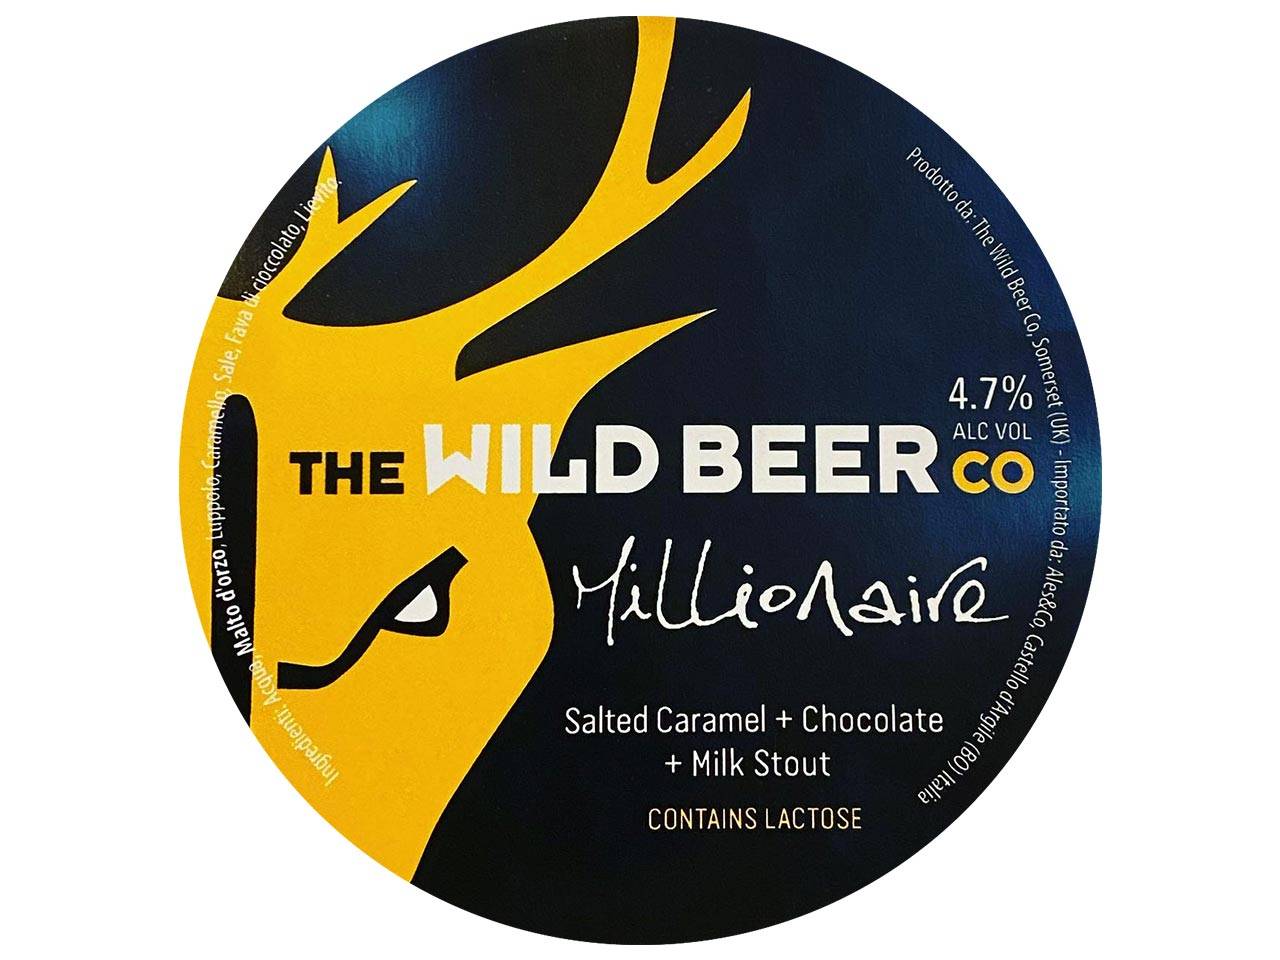 THE WILD BEER CO
4.7%
ALC VOL
Millionaire
Salted Caramel + Chocolate
+ Milk Stout
CONTAINS LACTOSE
Ingredienti: Acqua, Malto d'orzo, Luppolo, Caramello, Sale, Fava di cioccolato, Lievito.
Prodotto da: The Wild Beer Co, Somerset (UK) - Importato da: Ales&Co, Castello d'Argile (BO) Italia